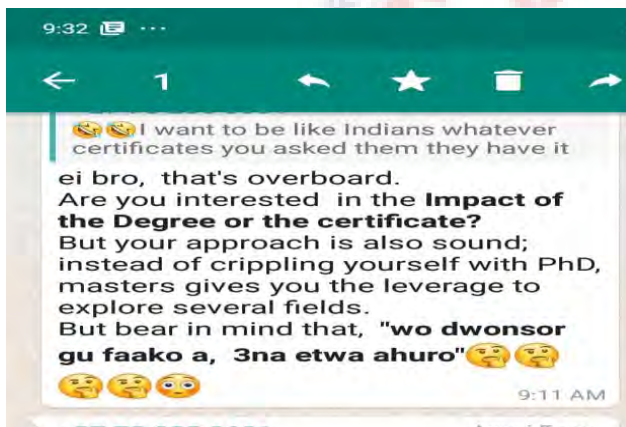 9:32
1
🤣🤣I want to be like Indians whatever
certificates you asked them they have it
ei bro, that's overboard.
Are you interested in the Impact of
the Degree or the certificate?
But your approach is also sound;
instead of crippling yourself with PhD,
masters gives you the leverage to
explore several fields.
But bear in mind that, "wo dwonsor
gu faako a, 3na etwa ahuro"🤔🤔
🤔🤔😳
9:11 AM